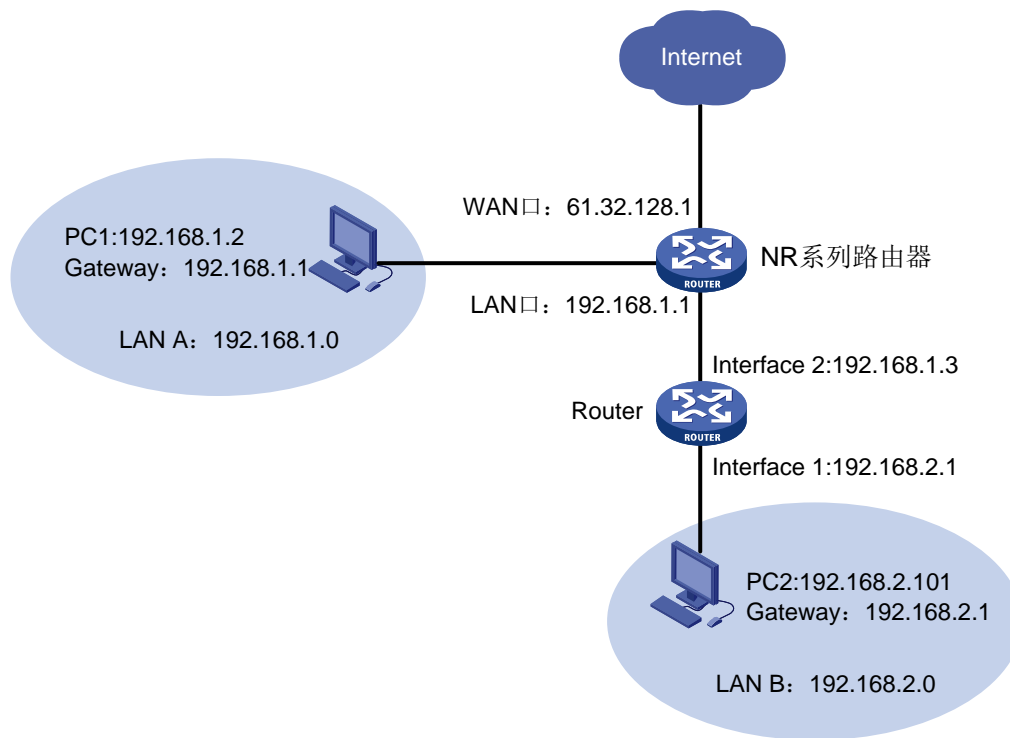 Internet
WAN口：61.32.128.1
PC1:192.168.1.2
Gateway：192.168.1.1
NR系列路由器
ROUTER
LAN口：192.168.1.1
LAN A：192.168.1.0
Interface 2:192.168.1.3
Router
ROUTER
Interface 1:192.168.2.1
PC2:192.168.2.101
Gateway：192.168.2.1
LAN B：192.168.2.0